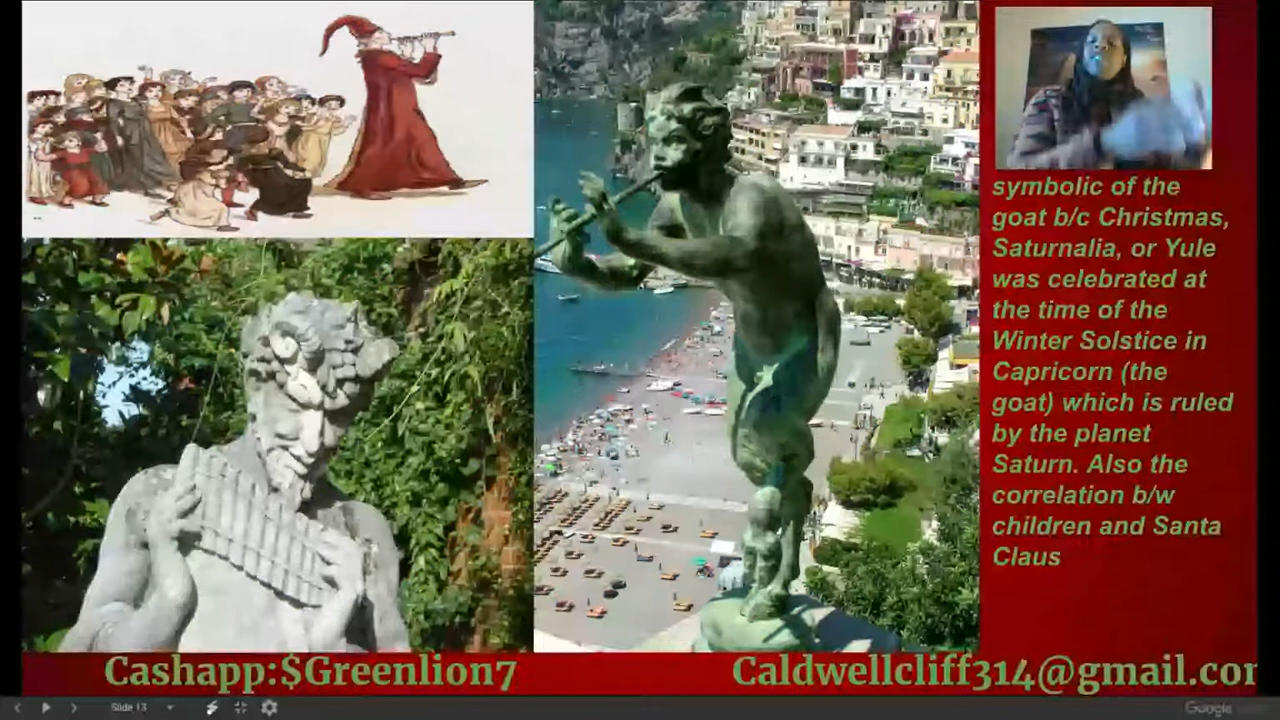 symbolic of the
goat b/c Christmas,
Saturnalia, or Yule
was celebrated at
the time of the
Winter Solstice in
Capricorn (the
goat) which is ruled
by the planet
Saturn. Also the
correlation b/w
children and Santa
Claus
Cashapp:$Greenlion7
Caldwellcliff314@gmail.com
Slide 13
Google